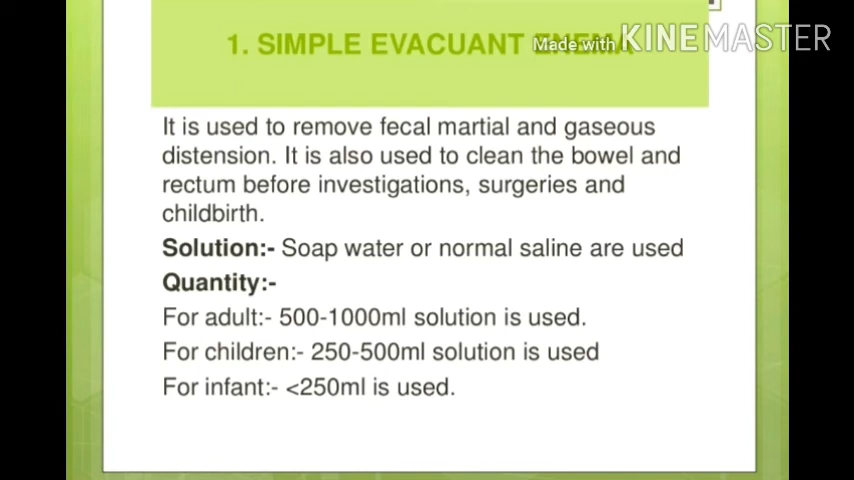 1. SIMPLE EVACUANT ENEMA
Made with KINEMASTER
It is used to remove fecal martial and gaseous
distension. It is also used to clean the bowel and
rectum before investigations, surgeries and
childbirth.
Solution:- Soap water or normal saline are used
Quantity:-
For adult:- 500-1000ml solution is used.
For children:- 250-500ml solution is used
For infant:- <250ml is used.